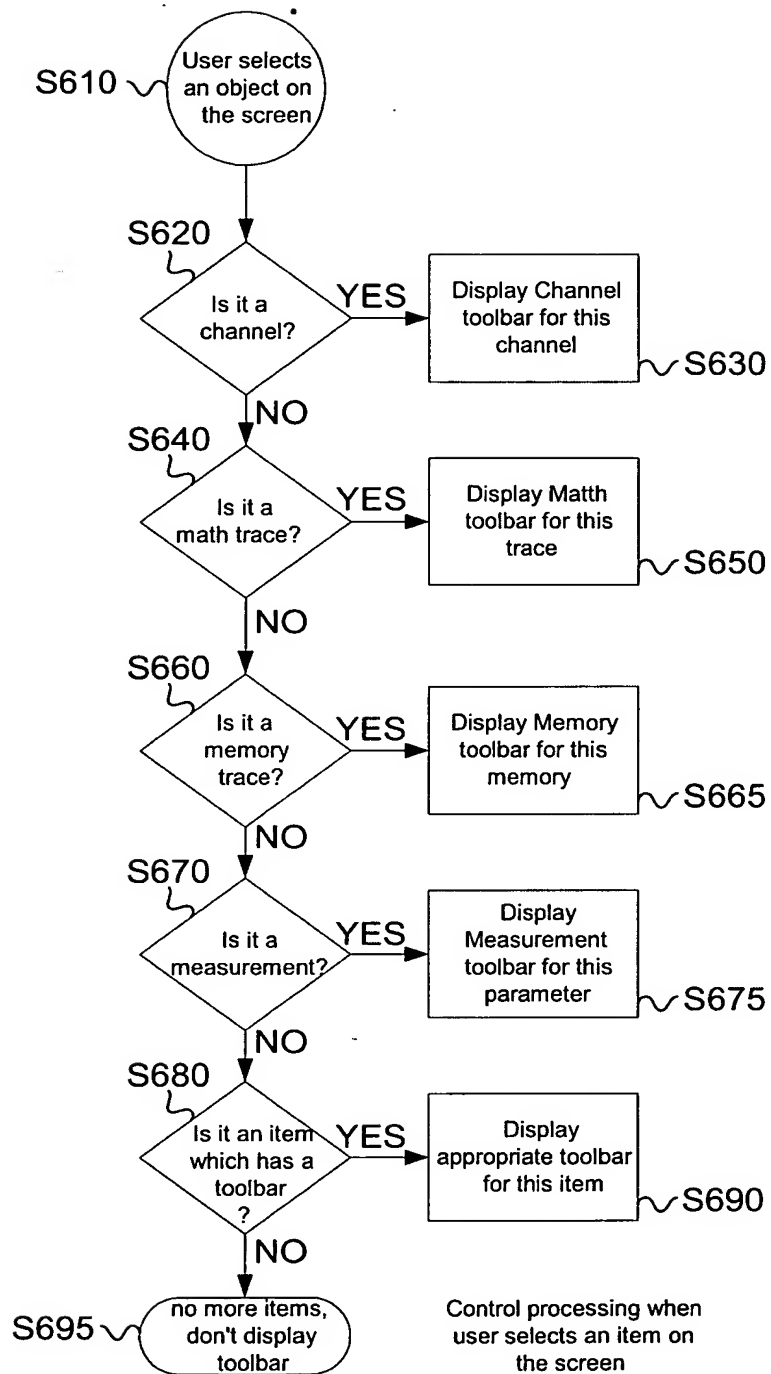 User selects
an object on
the screen
S610
S620
Is it a
channel?
YES
Display Channel
toolbar for this
channel
S630
NO
S640
Is it a
math trace?
YES
Display Matth
toolbar for this
trace
S650
NO
S660
Is it a
memory
trace?
YES
Display Memory
toolbar for this
memory
S665
NO
S670
Is it a
measurement?
YES
Display
Measurement
toolbar for this
parameter
S675
NO
S680
Is it an item
which has a
toolbar
?
YES
Display
appropriate toolbar
for this item
S690
NO
S695
no more items,
don't display
toolbar
Control processing when
user selects an item on
the screen